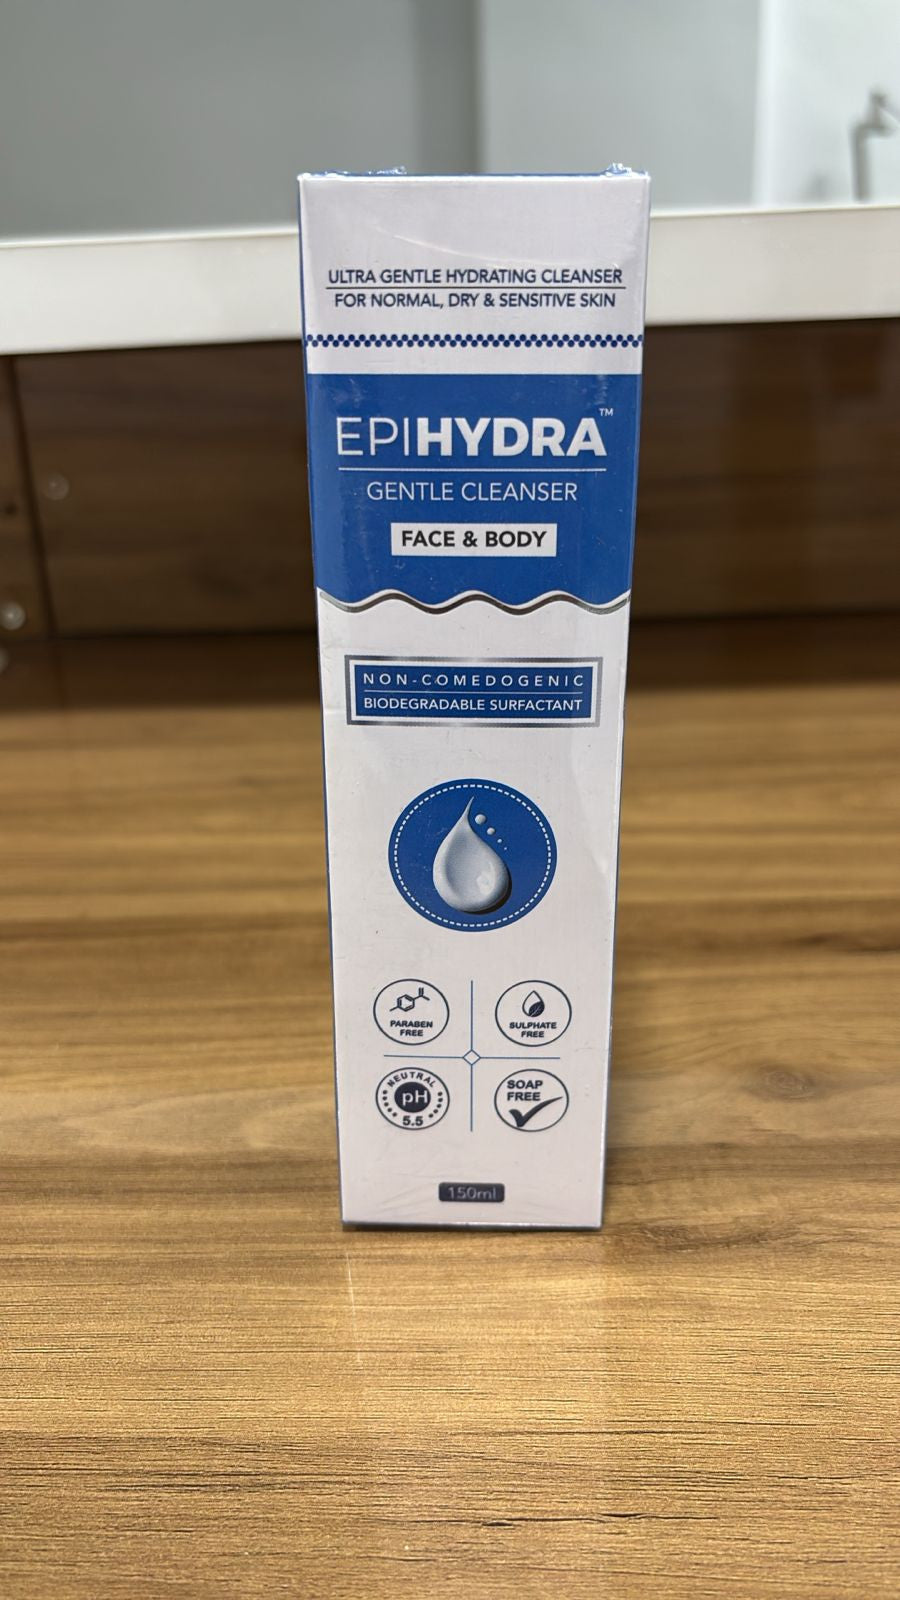 ULTRA GENTLE HYDRATING CLEANSER
FOR NORMAL, DRY & SENSITIVE SKIN
EPIHYDRA™
GENTLE CLEANSER
FACE & BODY
NON-COMEDOGENIC
BIODEGRADABLE SURFACTANT
PARABEN
FREE
SULPHATE
FREE
NEUTRAL
pH
5.5
SOAP
FREE
150ml